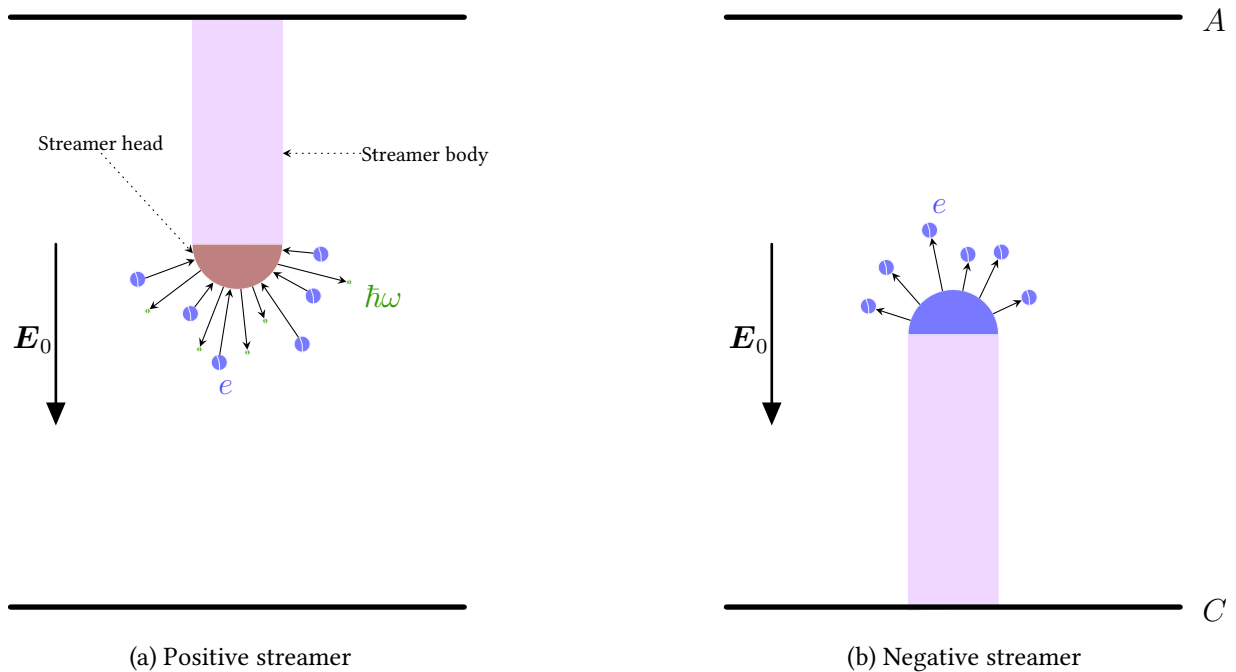 A
Streamer head
Streamer body
e
ħω
E₀
E₀
e
C
(a) Positive streamer
(b) Negative streamer